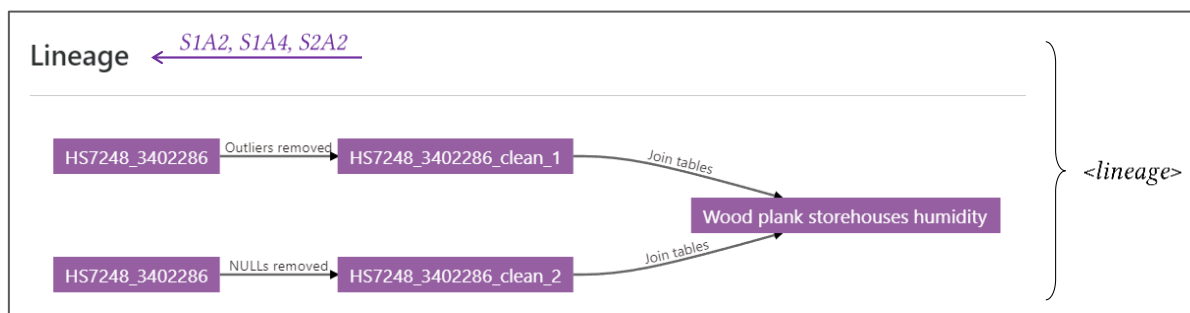 S1A2, S1A4, S2A2
Lineage
Outliers removed
HS7248_3402286
HS7248_3402286_clean_1
Join tables
<lineage>
Wood plank storehouses humidity
Join tables
NULLs removed
HS7248_3402286
HS7248_3402286_clean_2